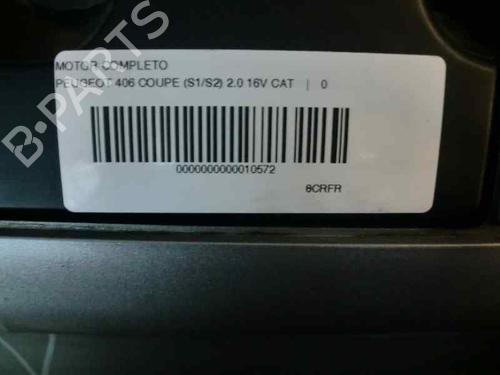 MOTOR COMPLETO
PEUGEOT 406 COUPE (S1/S2) 2.0 16V CAT | 0
0000000000010572
8CRFR
B-PARTS